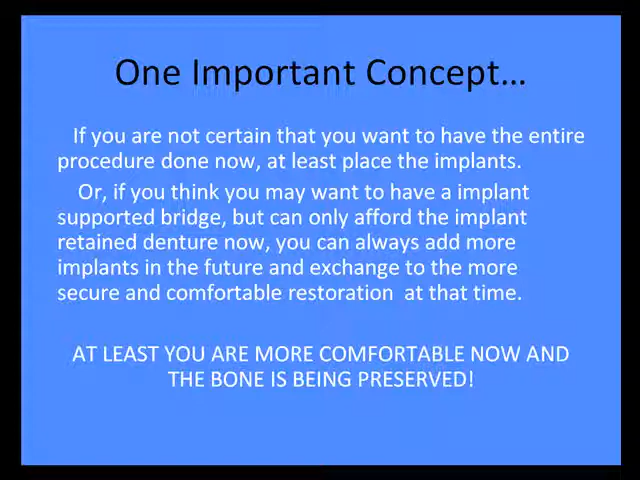 One Important Concept...
If you are not certain that you want to have the entire
procedure done now, at least place the implants.
Or, if you think you may want to have a implant
supported bridge, but can only afford the implant
retained denture now, you can always add more
implants in the future and exchange to the more
secure and comfortable restoration at that time.
AT LEAST YOU ARE MORE COMFORTABLE NOW AND
THE BONE IS BEING PRESERVED!